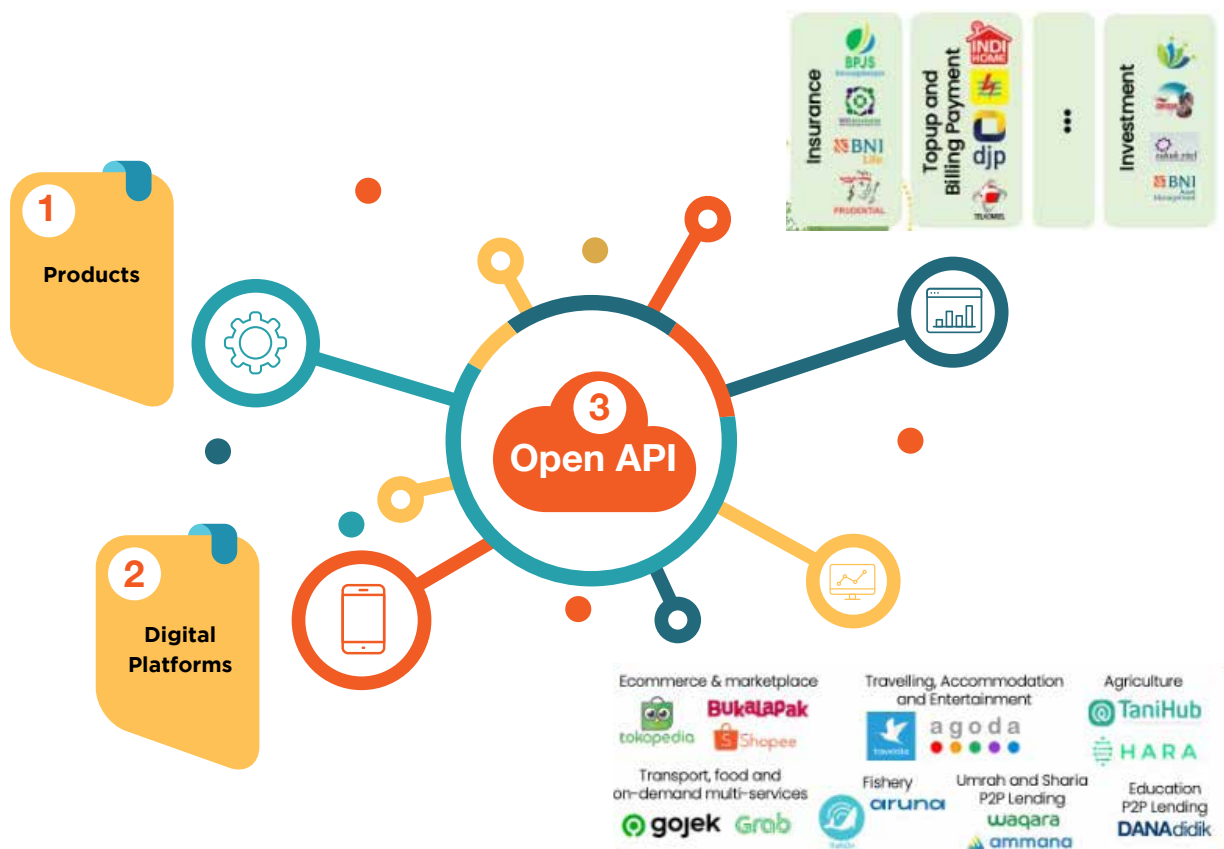 Insurance
BPJS
Ketenagakerjaan
BNI
Life
PRUDENTIAL
Topup and
Billing Payment
INDI
HOME
djp
TELKOMSEL
...
Investment
sukuk ritel
BNI
Asset
Management
1
Products
3
Open API
2
Digital
Platforms
Ecommerce & marketplace
tokopedia
BukaLapak
Shopee
Travelling, Accommodation
and Entertainment
traveloka
agoda
Agriculture
TaniHub
HARA
Transport, food and
on-demand multi-services
gojek
Grab
Fishery
aruna
Umrah and Sharia
P2P Lending
waqara
ammana
Education
P2P Lending
DANAdidik